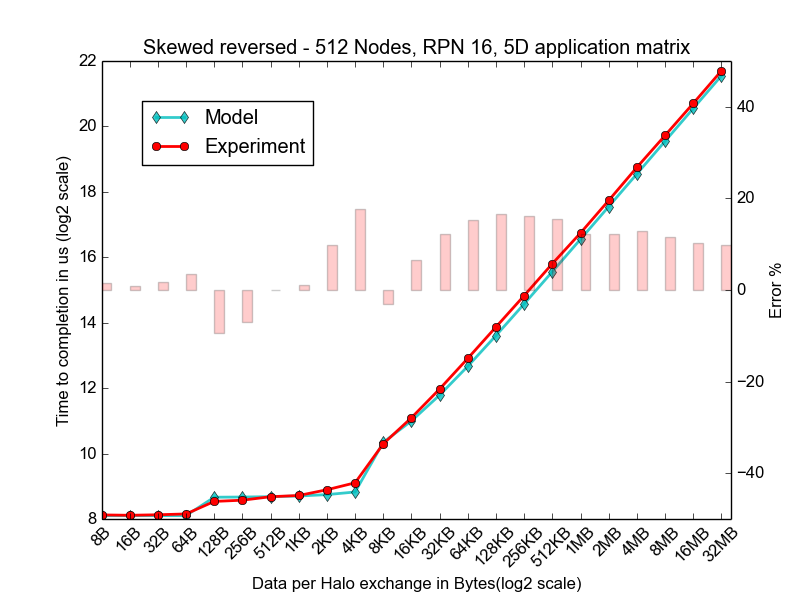 Skewed reversed - 512 Nodes, RPN 16, 5D application matrix
Model
Experiment
Time to completion in us (log2 scale)
22
20
18
16
14
12
10
8
Error %
40
20
0
−20
−40
8B
16B
32B
64B
128B
256B
512B
1KB
2KB
4KB
8KB
16KB
32KB
64KB
128KB
256KB
512KB
1MB
2MB
4MB
8MB
16MB
32MB
Data per Halo exchange in Bytes(log2 scale)